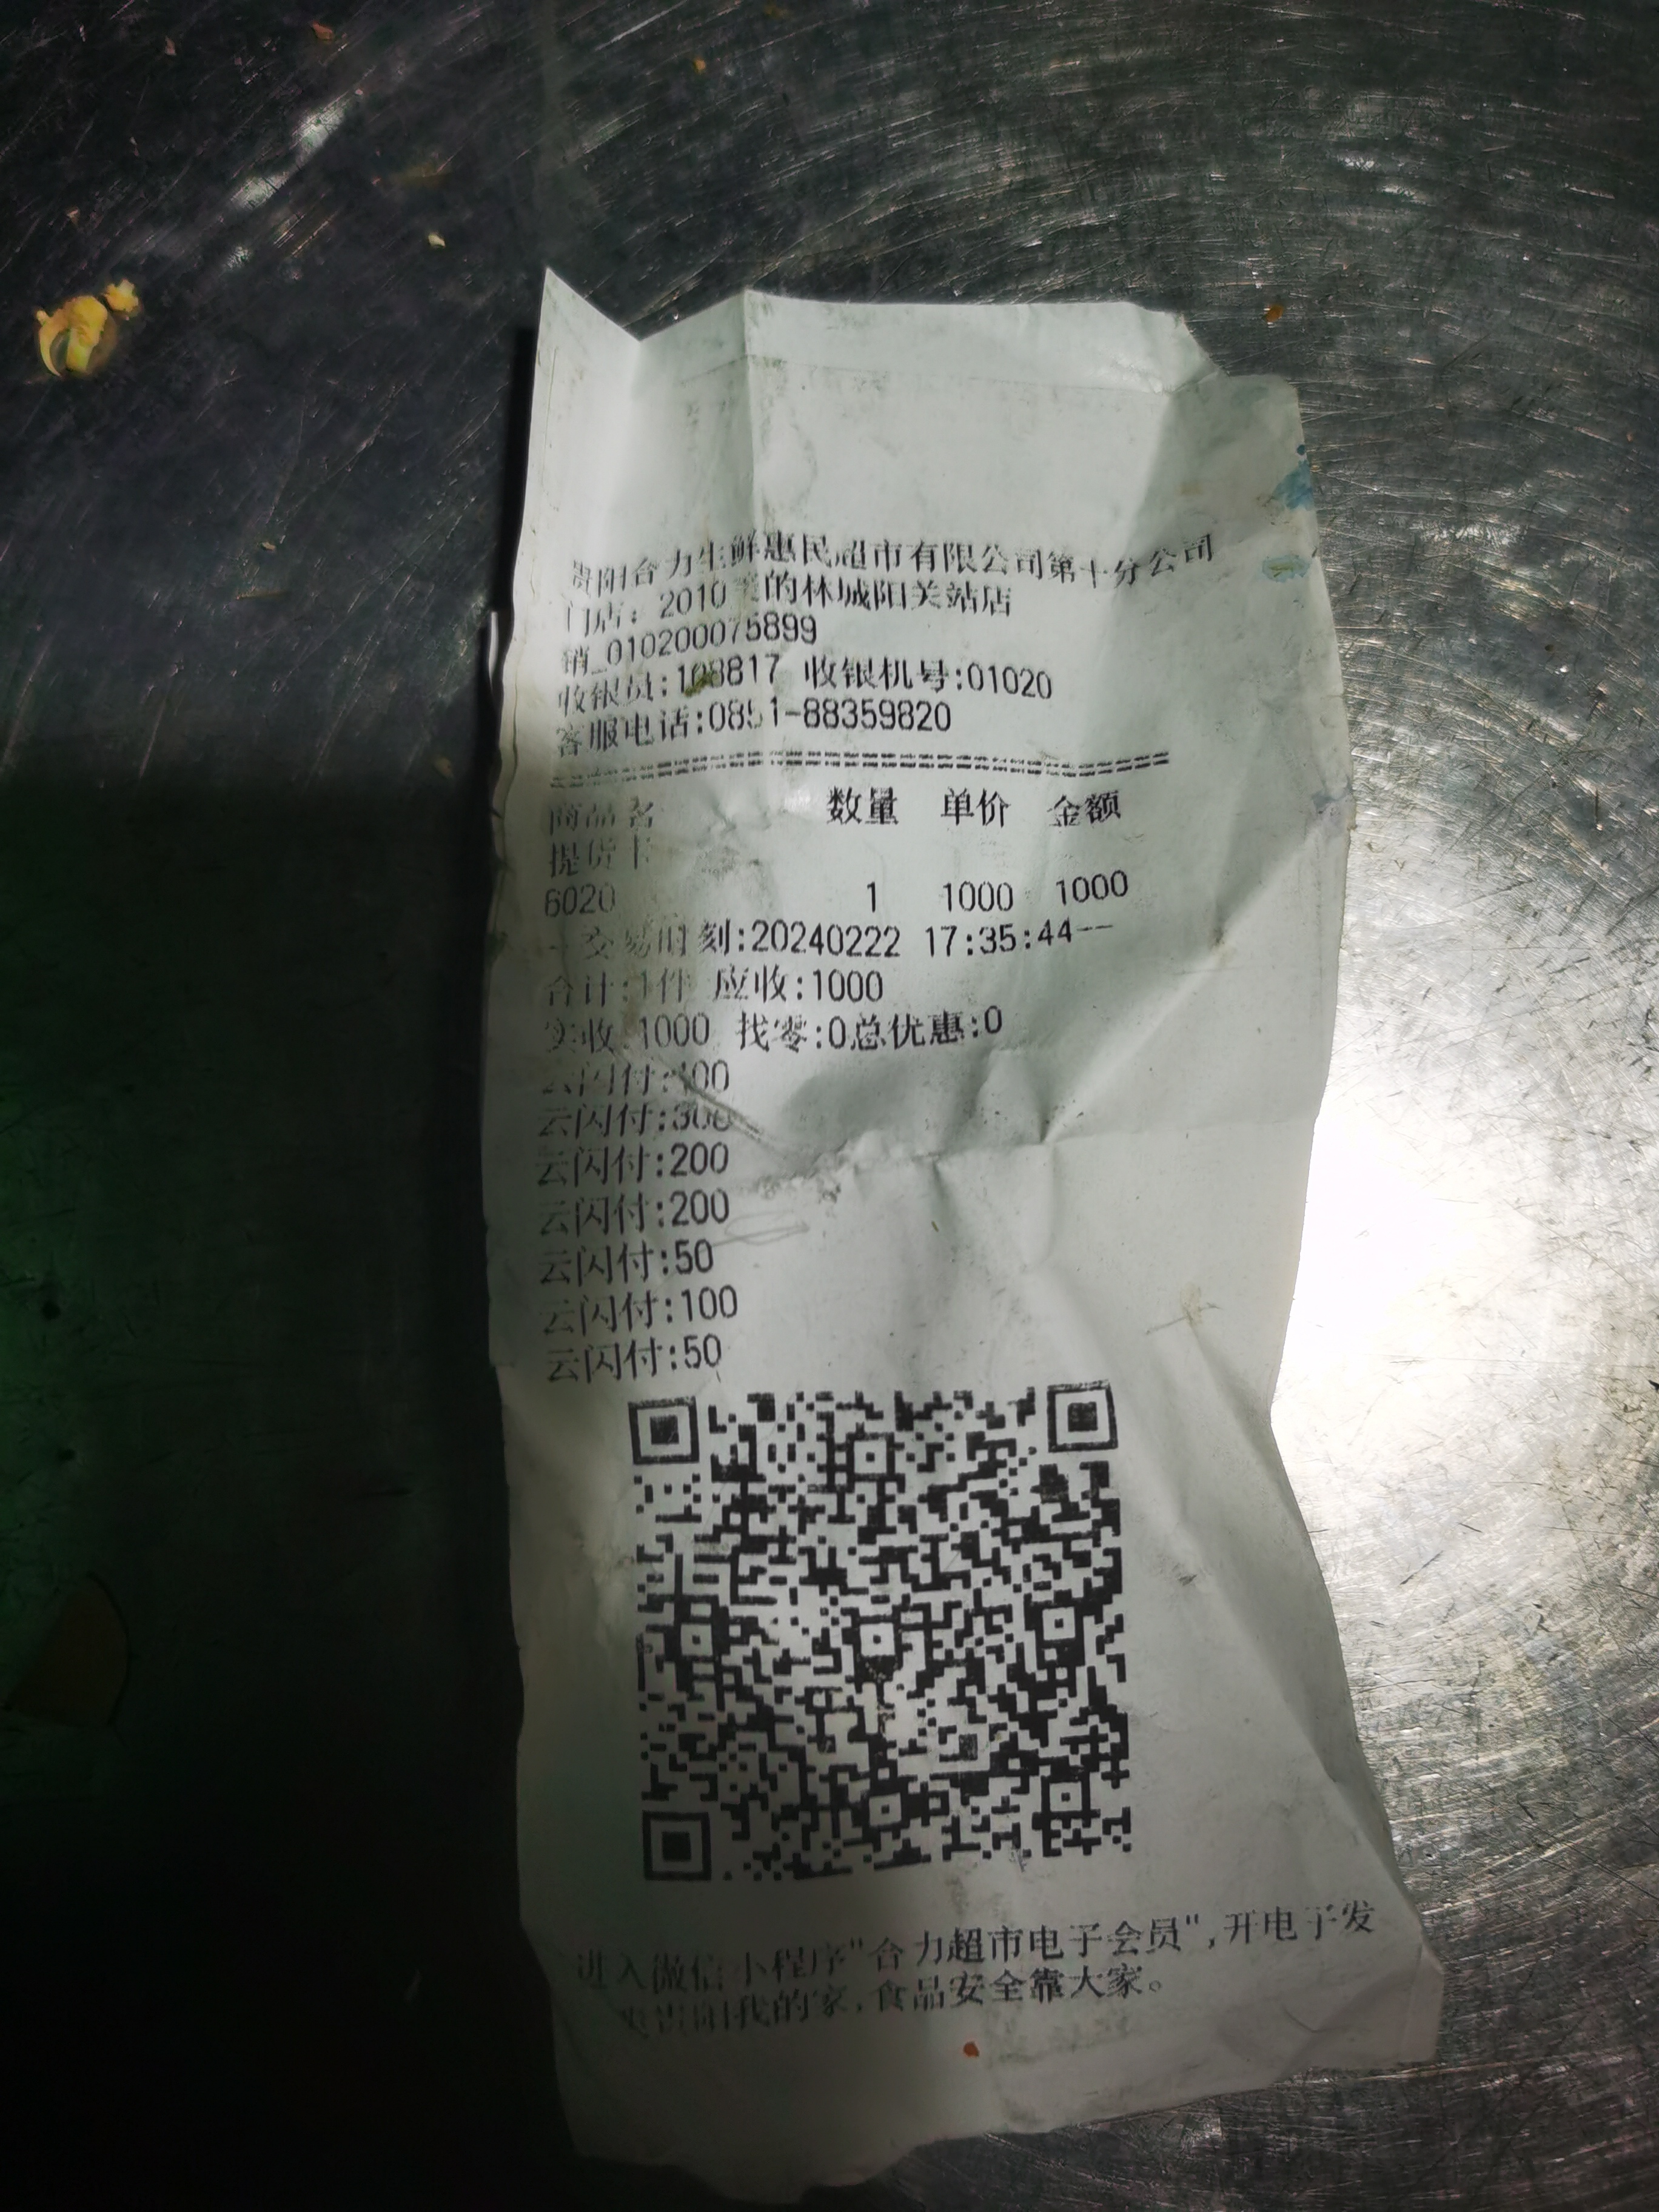 贵阳合力生鲜惠民超市有限公司第十分公司
门店：2010 美的林城阳关站店
销_010200075899
收银员:108817 收银机号:01020
客服电话:0851-88359820
================================
商品名 数量 单价 金额
提货卡
6020 1 1000 1000
--交易时刻:20240222 17:35:44--
合计:1件 应收:1000
实收:1000 找零:0总优惠:0
云闪付:100
云闪付:300
云闪付:200
云闪付:200
云闪付:50
云闪付:100
云闪付:50
进入微信小程序"合力超市电子会员",开电子发
爽贵阳我的家,食品安全靠大家。